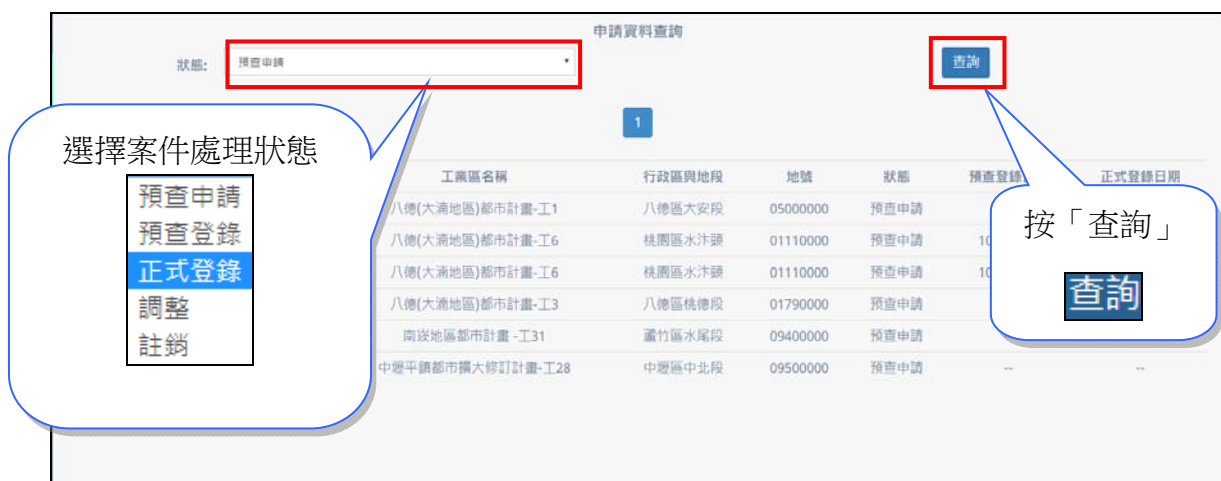 申請資料查詢
狀態: 預查申請 查詢
1
選擇案件處理狀態
預查申請
預查登錄
正式登錄
調整
註銷
按「查詢」
查詢
工業區名稱 行政區與地段 地號 狀態 預查登錄 正式登錄日期
八德(大湳地區)都市計畫-工1 八德區大安段 05000000 預查申請
八德(大湳地區)都市計畫-工6 桃園區水汴頭 01110000 預查申請 10
八德(大湳地區)都市計畫-工6 桃園區水汴頭 01110000 預查申請 10
八德(大湳地區)都市計畫-工3 八德區桃德段 01790000 預查申請
南崁地區都市計畫 -工31 蘆竹區水尾段 09400000 預查申請
中壢平鎮都市擴大修訂計畫-工28 中壢區中北段 09500000 預查申請 -- --